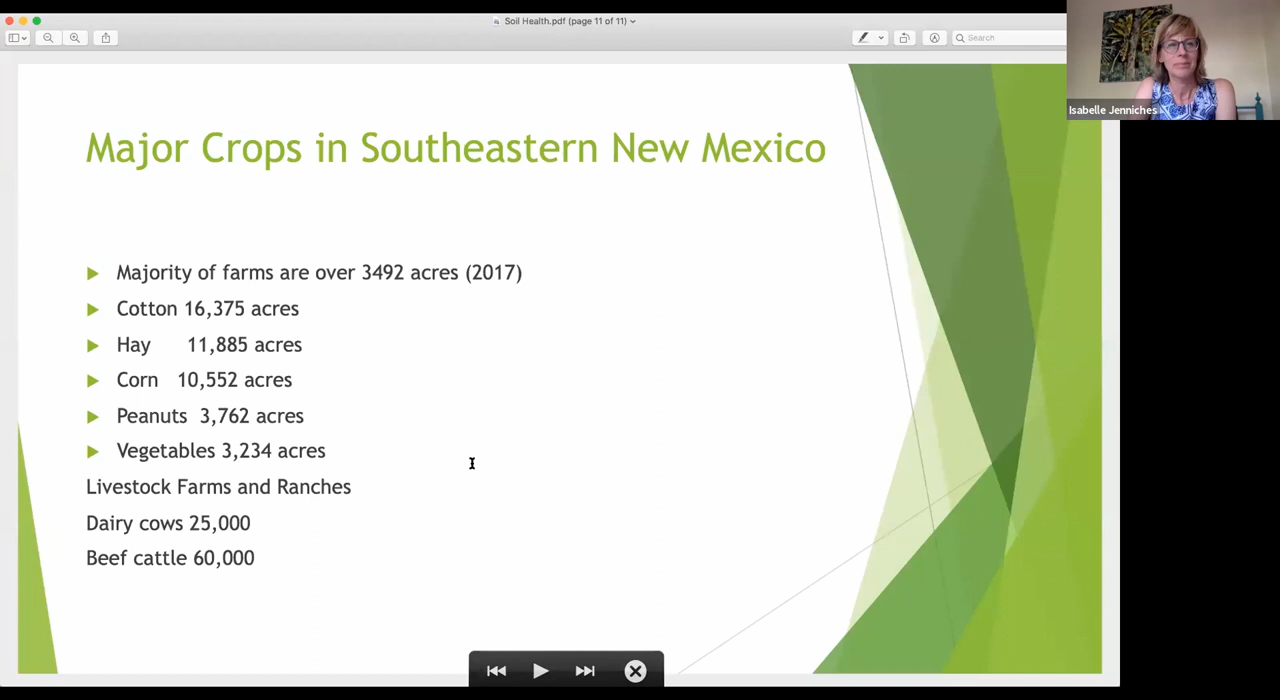 Soil Health.pdf (page 11 of 11)
Search
Isabelle Jenniches
Major Crops in Southeastern New Mexico
Majority of farms are over 3492 acres (2017)
Cotton 16,375 acres
Hay 11,885 acres
Corn 10,552 acres
Peanuts 3,762 acres
Vegetables 3,234 acres
Livestock Farms and Ranches
Dairy cows 25,000
Beef cattle 60,000